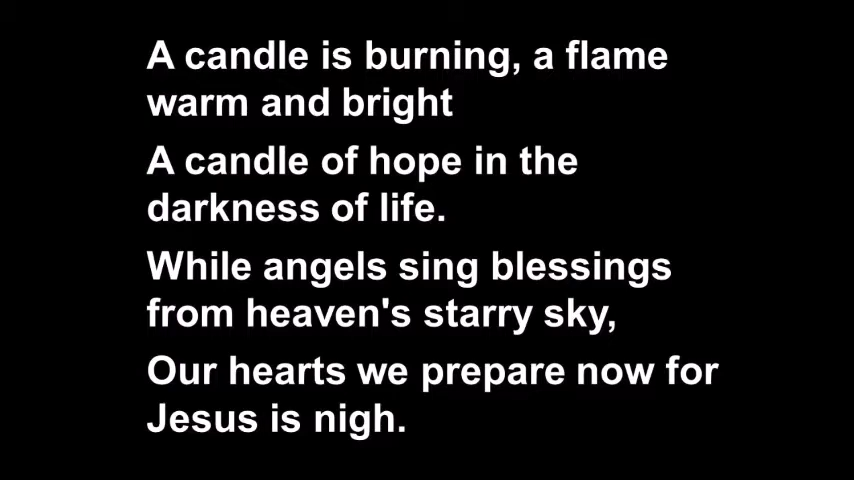 A candle is burning, a flame
warm and bright
A candle of hope in the
darkness of life.
While angels sing blessings
from heaven's starry sky,
Our hearts we prepare now for
Jesus is nigh.